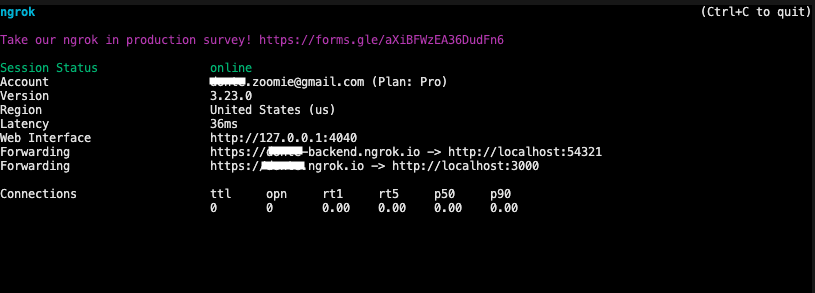 ngrok (Ctrl+C to quit)
Take our ngrok in production survey! https://forms.gle/aXiBFWzEA36DudFn6
Session Status online
Account .zoomie@gmail.com (Plan: Pro)
Version 3.23.0
Region United States (us)
Latency 36ms
Web Interface http://127.0.0.1:4040
Forwarding https://-backend.ngrok.io -> http://localhost:54321
Forwarding https://.ngrok.io -> http://localhost:3000
Connections ttl opn rt1 rt5 p50 p90
0 0 0.00 0.00 0.00 0.00